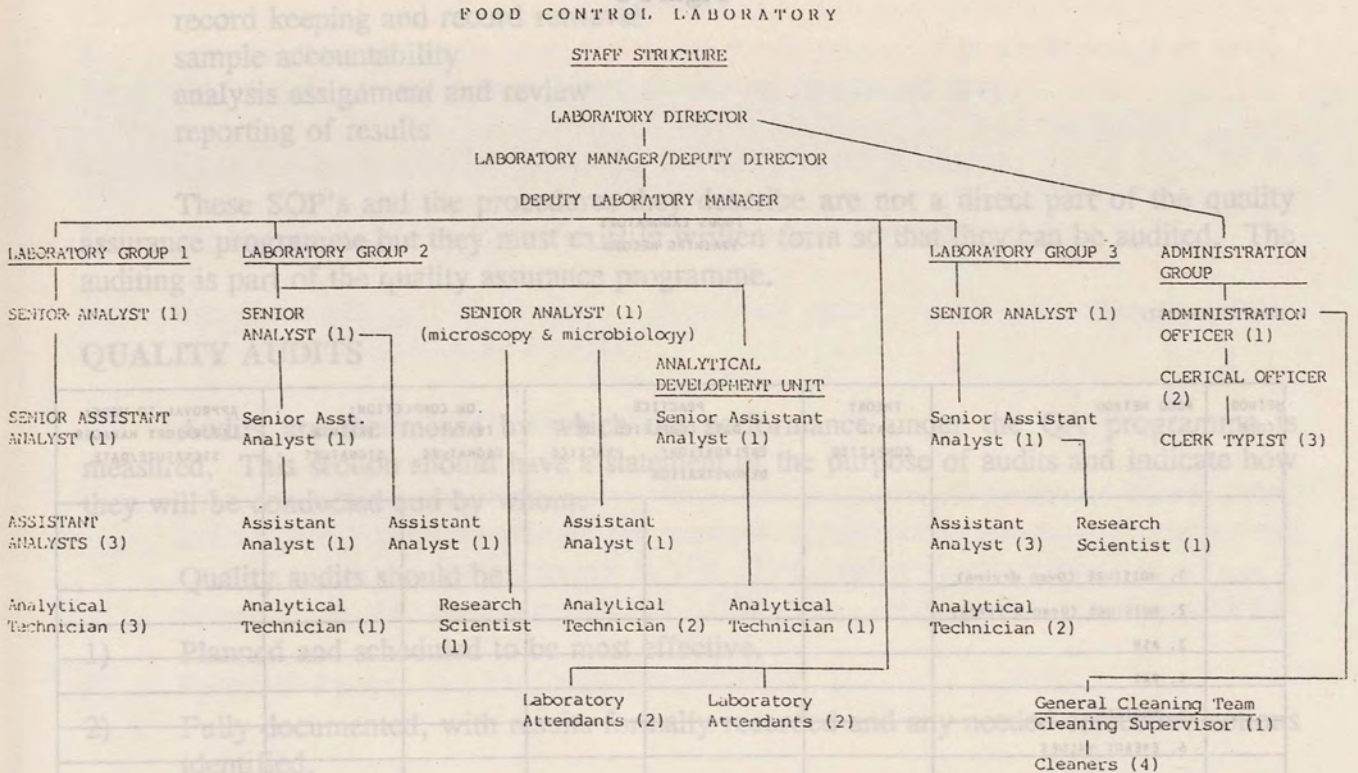 FOOD CONTROL LABORATORY
STAFF STRUCTURE
LABORATORY DIRECTOR
LABORATORY MANAGER/DEPUTY DIRECTOR
DEPUTY LABORATORY MANAGER
LABORATORY GROUP 1
SENIOR ANALYST (1)
SENIOR ASSISTANT
ANALYST (1)
ASSISTANT
ANALYSTS (3)
Analytical
Technician (3)
LABORATORY GROUP 2
SENIOR
ANALYST (1)
Senior Asst.
Analyst (1)
Assistant
Analyst (1)
Assistant
Analyst (1)
Analytical
Technician (1)
SENIOR ANALYST (1)
(microscopy & microbiology)
Research
Scientist
(1)
Assistant
Analyst (1)
Analytical
Technician (2)
ANALYTICAL
DEVELOPMENT UNIT
Senior Assistant
Analyst (1)
Analytical
Technician (1)
Laboratory
Attendants (2)
Laboratory
Attendants (2)
LABORATORY GROUP 3
SENIOR ANALYST (1)
Senior Assistant
Analyst (1)
Assistant
Analyst (3)
Research
Scientist (1)
Analytical
Technician (2)
ADMINISTRATION
GROUP
ADMINISTRATION
OFFICER (1)
CLERICAL OFFICER
(2)
CLERK TYPIST (3)
General Cleaning Team
Cleaning Supervisor (1)
Cleaners (4)
record keeping and record
sample accountability
analysis assignment and review
reporting of results
These SOP's and the are not a direct part of the quality
assurance programme but they must form so that they can be audited. The
auditing is part of the quality assurance programme.
QUALITY AUDITS
by which under the programme is
measured. This section should have a the purpose of audits and indicate how
they will be conducted and by whom.
Quality audits should be
1) Planned and scheduled to be most effective,
2) Fully documented, with results formally and any
identified.